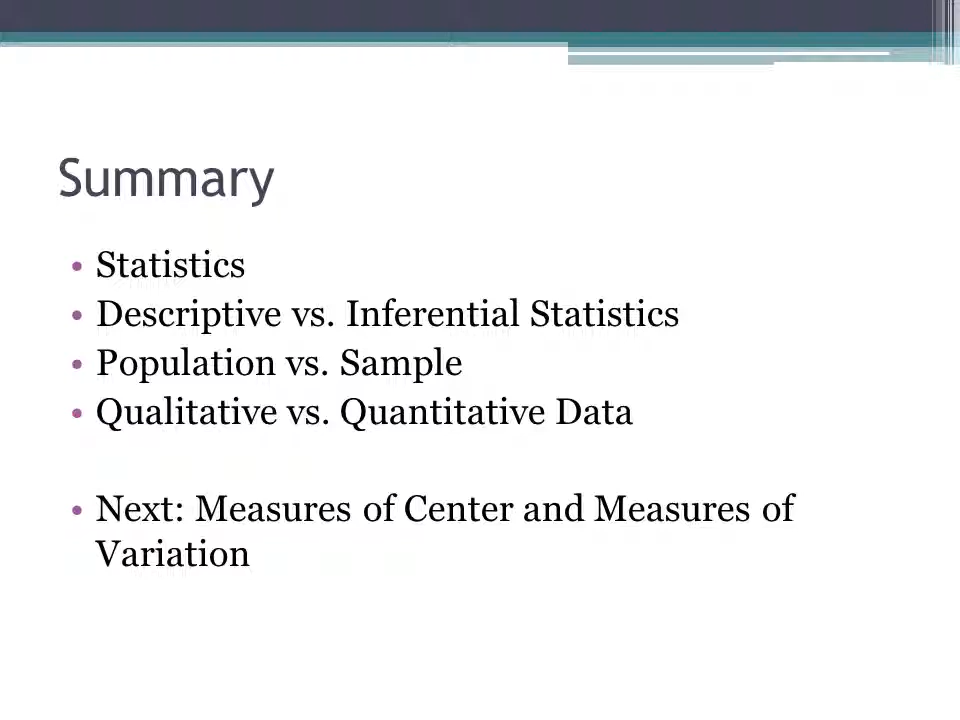 Summary
• Statistics
• Descriptive vs. Inferential Statistics
• Population vs. Sample
• Qualitative vs. Quantitative Data
• Next: Measures of Center and Measures of
Variation